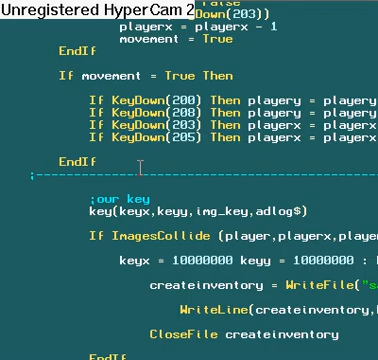 Unregistered HyperCam 2
False
Down(203))
playerx = playerx - 1
movement = True
EndIf
If movement = True Then
If KeyDown(200) Then playery = playery
If KeyDown(208) Then playery = playery
If KeyDown(203) Then playerx = playerx
If KeyDown(205) Then playerx = playerx
EndIf
;our key
key(keyx,keyy,img_key,adlog$)
If ImagesCollide (player,playerx,player
keyx = 10000000 keyy = 10000000 :
createinventory = WriteFile("s
WriteLine(createinventory,
CloseFile createinventory
EndIf